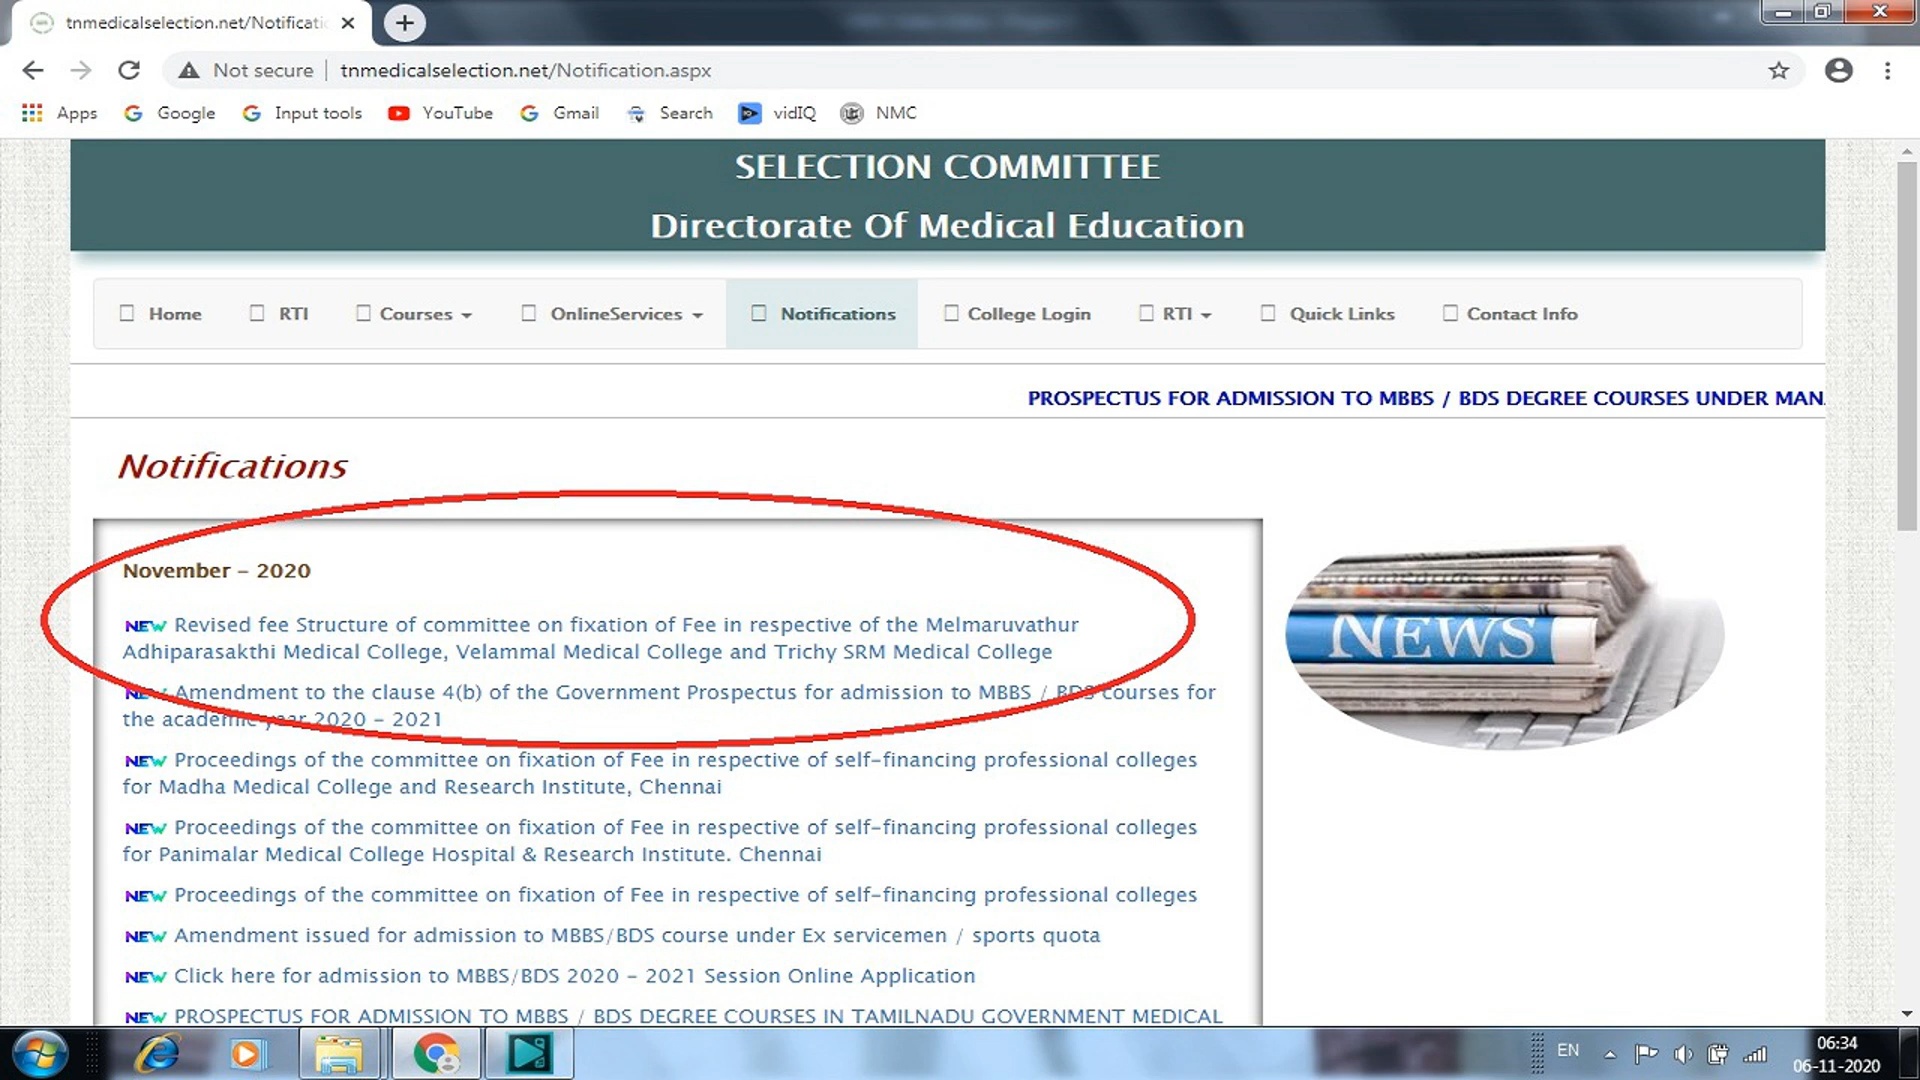 tnmedicalselection.net/Notificati
Not secure
tnmedicalselection.net/Notification.aspx
Apps
Google
Input tools
YouTube
Gmail
Search
vidIQ
NMC
SELECTION COMMITTEE
Directorate Of Medical Education
Home
RTI
Courses
OnlineServices
Notifications
College Login
RTI
Quick Links
Contact Info
PROSPECTUS FOR ADMISSION TO MBBS / BDS DEGREE COURSES UNDER MAN
Notifications
November - 2020
NEW Revised fee Structure of committee on fixation of Fee in respective of the Melmaruvathur
Adhiparasakthi Medical College, Velammal Medical College and Trichy SRM Medical College
NEW Amendment to the clause 4(b) of the Government Prospectus for admission to MBBS / BDS courses for
the academic year 2020 - 2021
NEW Proceedings of the committee on fixation of Fee in respective of self-financing professional colleges
for Madha Medical College and Research Institute, Chennai
NEW Proceedings of the committee on fixation of Fee in respective of self-financing professional colleges
for Panimalar Medical College Hospital & Research Institute. Chennai
NEW Proceedings of the committee on fixation of Fee in respective of self-financing professional colleges
NEW Amendment issued for admission to MBBS/BDS course under Ex servicemen / sports quota
NEW Click here for admission to MBBS/BDS 2020 - 2021 Session Online Application
NEW PROSPECTUS FOR ADMISSION TO MBBS / BDS DEGREE COURSES IN TAMILNADU GOVERNMENT MEDICAL
NEWS
EN
06:34
06-11-2020